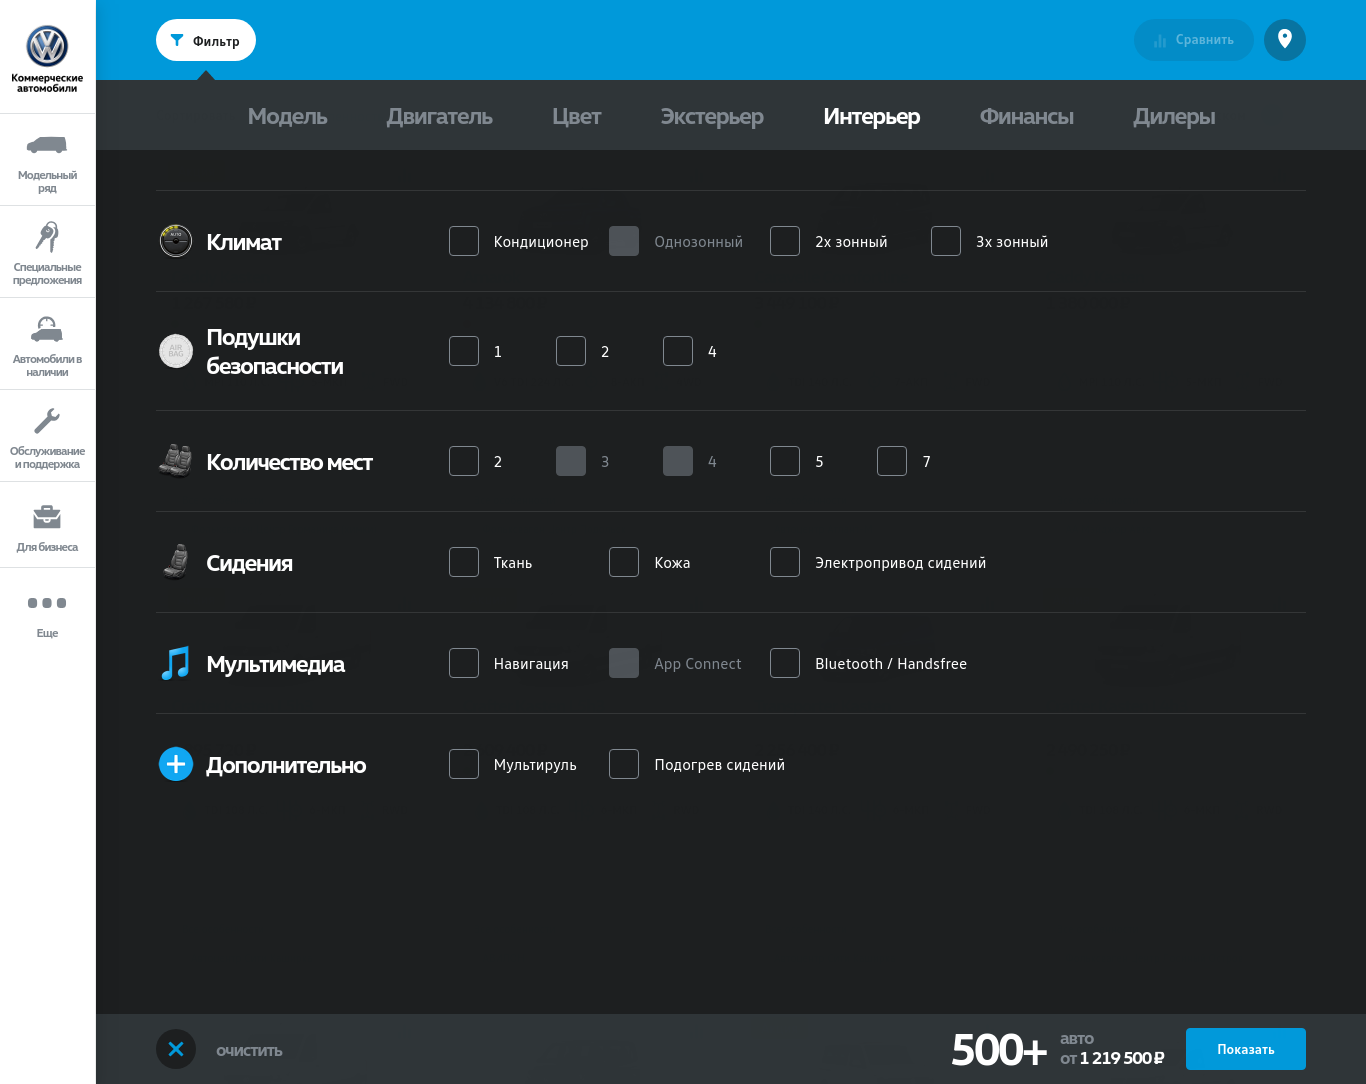 Коммерческие
автомобили
Модельный
ряд
Специальные
предложения
Автомобили в
наличии
Обслуживание
и поддержка
Для бизнеса
Еще
Фильтр
Сравнить
Модель Двигатель Цвет Экстерьер Интерьер Финансы Дилеры
AUTO
Климат Кондиционер Однозонный 2х зонный 3х зонный
AIR
BAG
Подушки
безопасности
1 2 4
Количество мест 2 3 4 5 7
Сидения Ткань Кожа Электропривод сидений
Мультимедиа Навигация App Connect Bluetooth / Handsfree
Дополнительно Мультируль Подогрев сидений
очистить
500+ авто
от 1 219 500 ₽
Показать